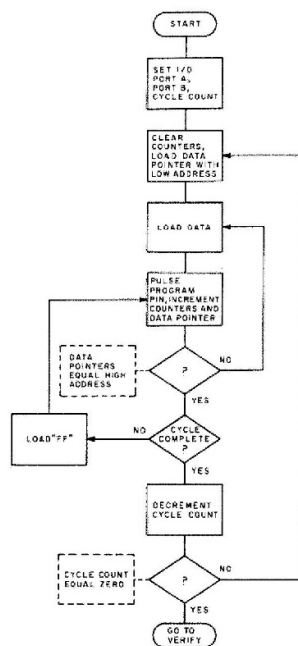 START
SET I/O
PORT A,
PORT B,
CYCLE COUNT
CLEAR
COUNTERS,
LOAD DATA
POINTER WITH
LOW ADDRESS
LOAD DATA
PULSE
PROGRAM
PIN, INCREMENT
COUNTERS AND
DATA POINTER
DATA
POINTERS
EQUAL HIGH
ADDRESS
?
NO
YES
LOAD "FF"
NO
CYCLE
COMPLETE
?
YES
DECREMENT
CYCLE COUNT
CYCLE COUNT
EQUAL ZERO
?
NO
YES
GO TO
VERIFY